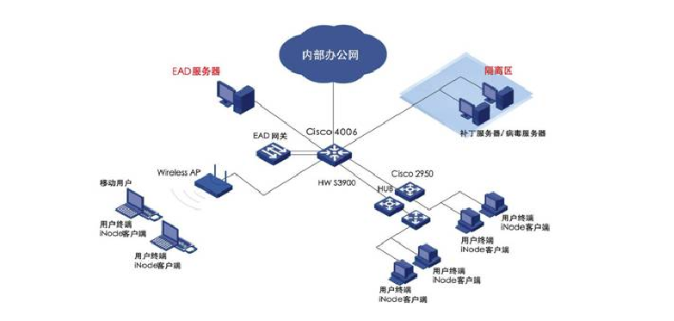 内部办公网
EAD服务器
隔离区
Cisco 4006
补丁服务器/病毒服务器
EAD 网关
Wireless AP
Cisco 2950
HW S3900
HUB
移动用户
用户终端
iNode客户端
用户终端
iNode客户端
用户终端
iNode客户端
用户终端
iNode客户端
用户终端
iNode客户端
用户终端
iNode客户端